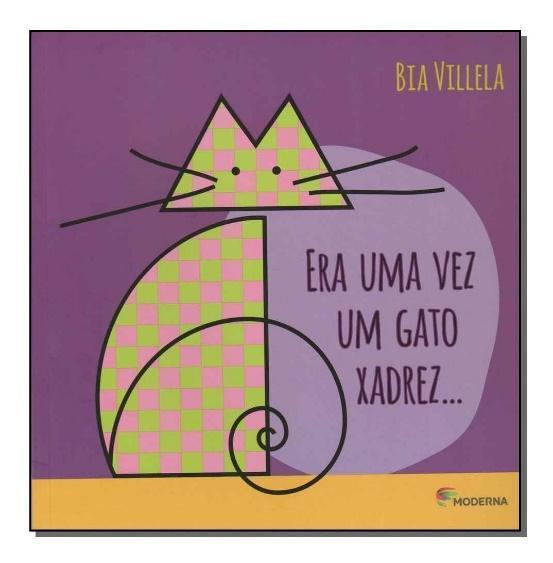 BIA VILLELA
ERA UMA VEZ
UM GATO
XADREZ...
MODERNA